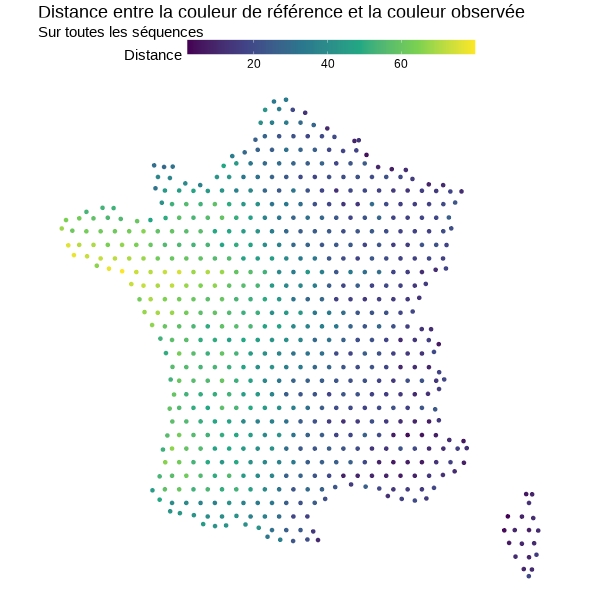 Distance entre la couleur de référence et la couleur observée
Sur toutes les séquences
Distance
20 40 60